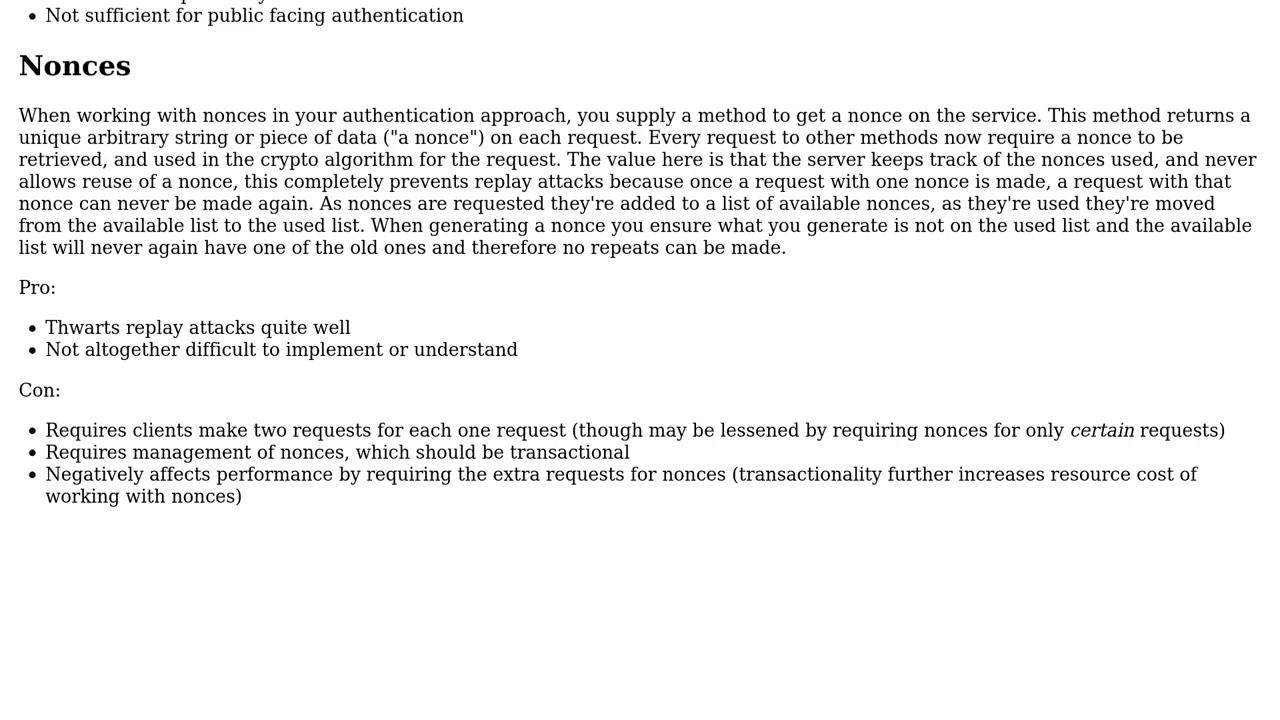 Not sufficient for public facing authentication
Nonces
When working with nonces in your authentication approach, you supply a method to get a nonce on the service. This method returns a
unique arbitrary string or piece of data ("a nonce") on each request. Every request to other methods now require a nonce to be
retrieved, and used in the crypto algorithm for the request. The value here is that the server keeps track of the nonces used, and never
allows reuse of a nonce, this completely prevents replay attacks because once a request with one nonce is made, a request with that
nonce can never be made again. As nonces are requested they're added to a list of available nonces, as they're used they're moved
from the available list to the used list. When generating a nonce you ensure what you generate is not on the used list and the available
list will never again have one of the old ones and therefore no repeats can be made.
Pro:
Thwarts replay attacks quite well
Not altogether difficult to implement or understand
Con:
Requires clients make two requests for each one request (though may be lessened by requiring nonces for only certain requests)
Requires management of nonces, which should be transactional
Negatively affects performance by requiring the extra requests for nonces (transactionality further increases resource cost of
working with nonces)